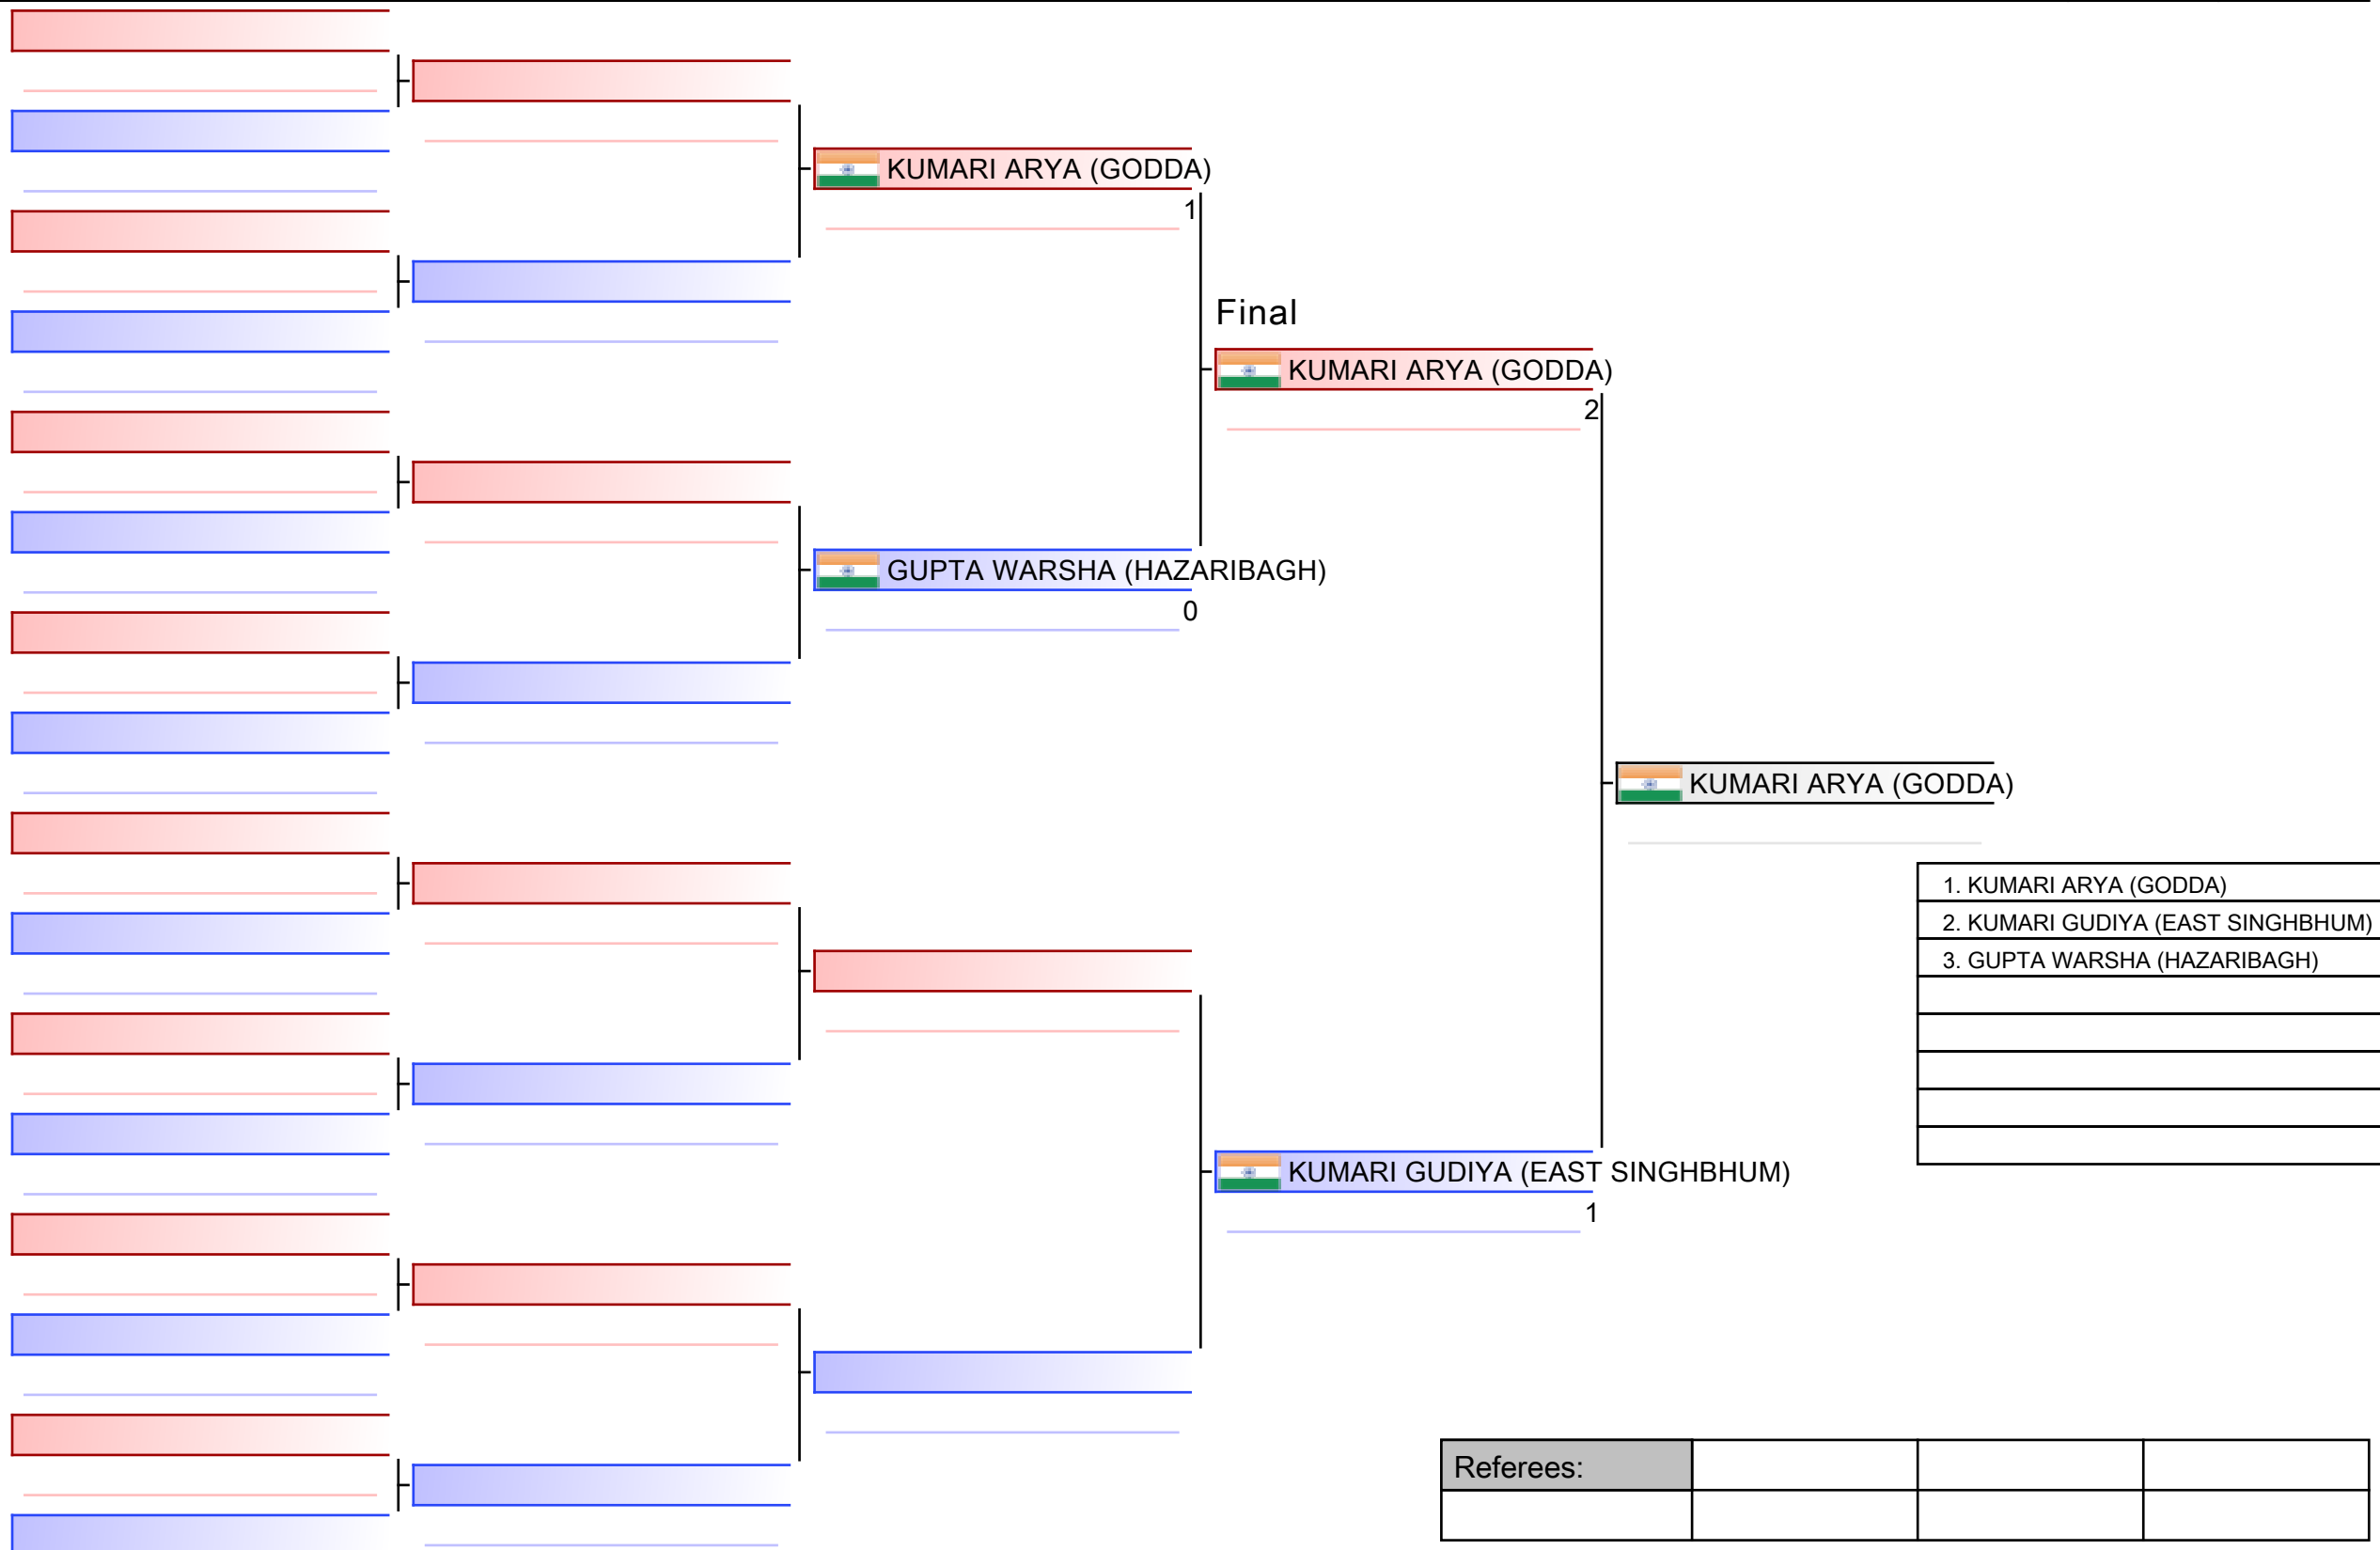 KUMARI ARYA (GODDA)
1
Final
KUMARI ARYA (GODDA)
2
GUPTA WARSHA (HAZARIBAGH)
0
KUMARI ARYA (GODDA)
1. KUMARI ARYA (GODDA)
2. KUMARI GUDIYA (EAST SINGHBHUM)
3. GUPTA WARSHA (HAZARIBAGH)
KUMARI GUDIYA (EAST SINGHBHUM)
1
Referees: